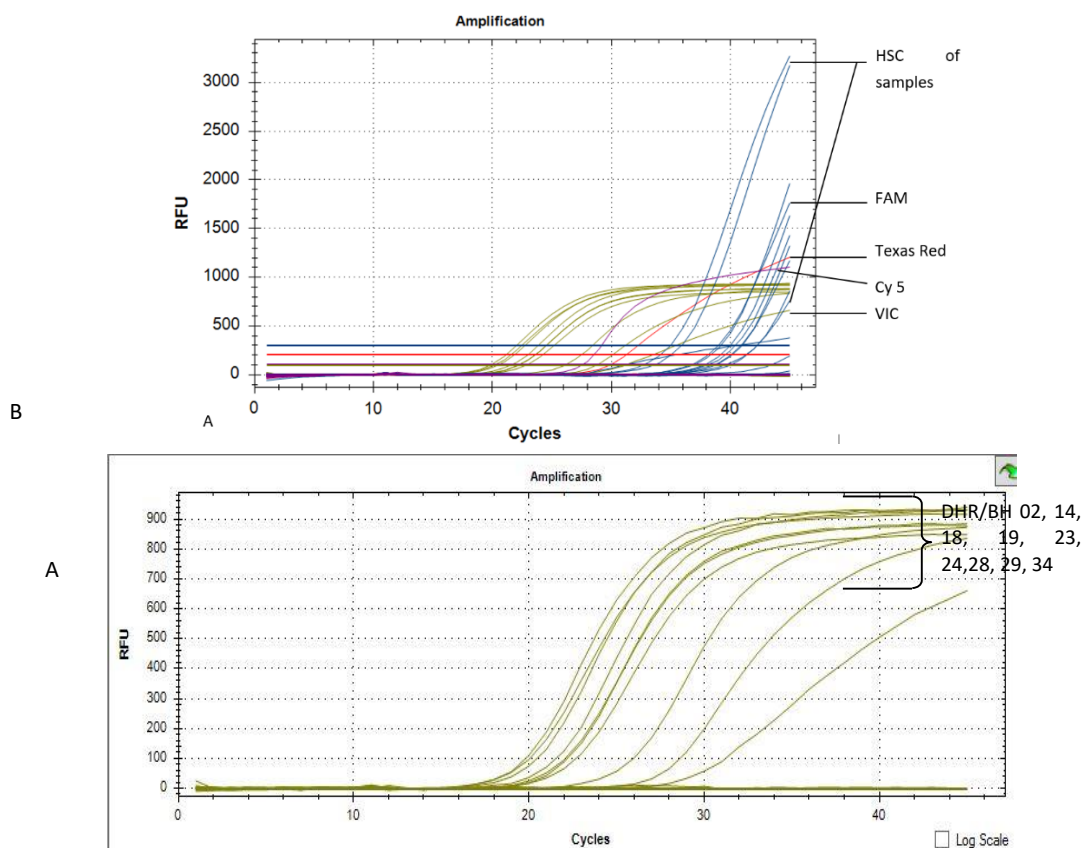 Amplification
HSC of
samples
3000
2500
2000
FAM
1500
Texas Red
1000
Cy 5
VIC
500
0
RFU
0 10 20 30 40
B
A
Cycles
Amplification
900
DHR/BH 02, 14,
800
18, 19, 23,
700
24,28, 29, 34
A
600
500
400
300
200
100
0
RFU
0 10 20 30 40
Cycles
Log Scale